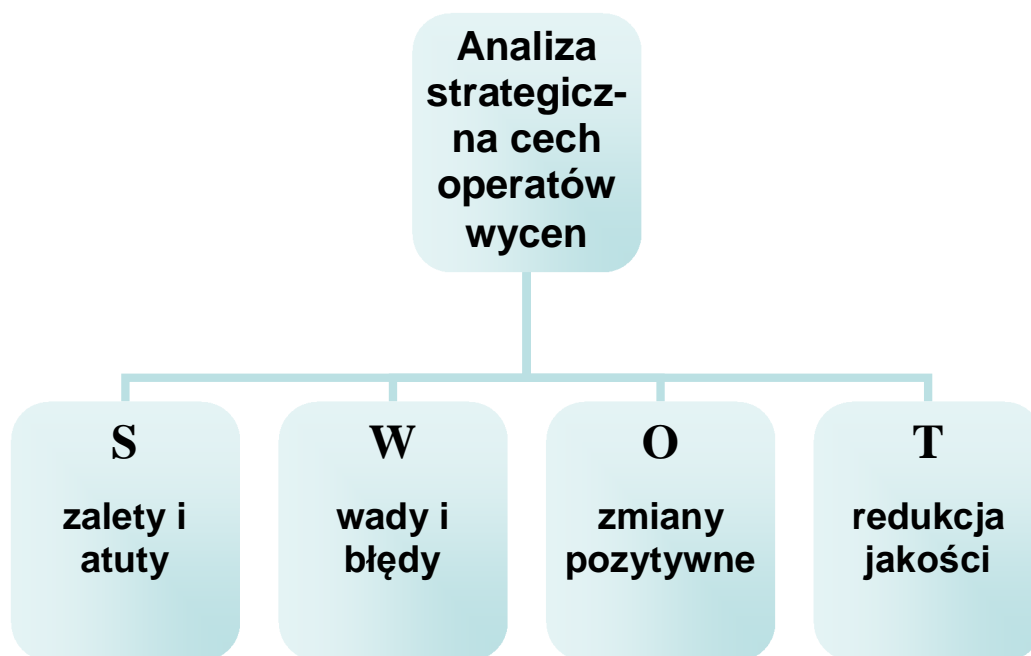 Analiza
strategicz-
na cech
operatów
wycen
S
zalety i
atuty
W
wady i
błędy
O
zmiany
pozytywne
T
redukcja
jakości